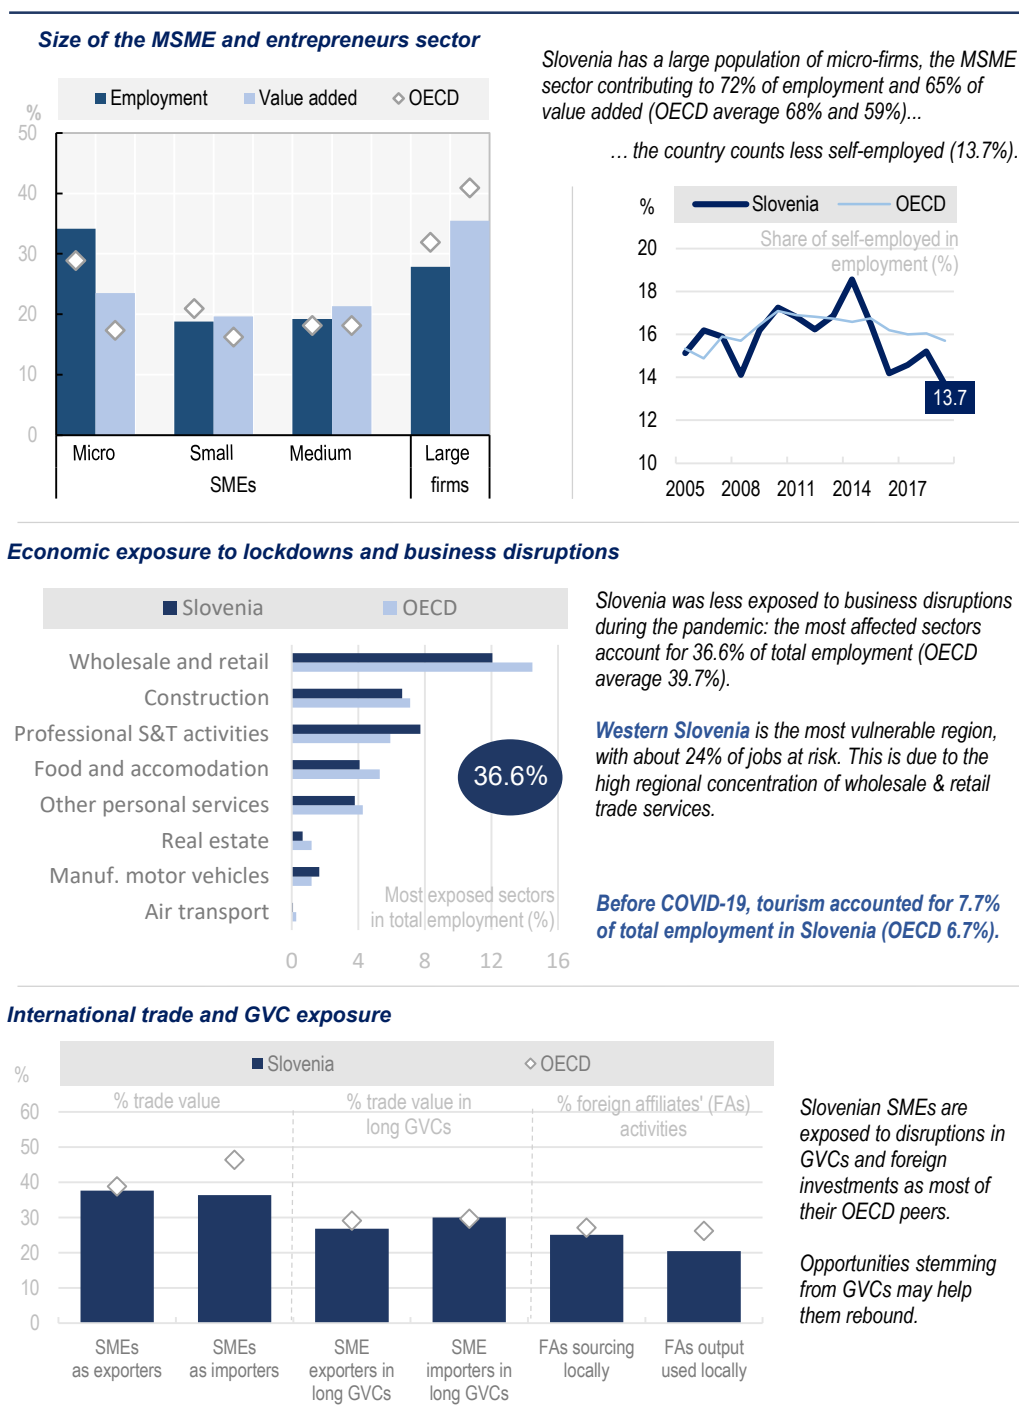 Size of the MSME and entrepreneurs sector
Employment Value added OECD
%
50
40
30
20
10
0
Micro Small Medium Large
SMEs firms
Slovenia has a large population of micro-firms, the MSME
sector contributing to 72% of employment and 65% of
value added (OECD average 68% and 59%)...
… the country counts less self-employed (13.7%).
% Slovenia OECD
Share of self-employed in
employment (%)
20
18
16
14
12
10
13.7
2005 2008 2011 2014 2017
Economic exposure to lockdowns and business disruptions
Slovenia OECD
Wholesale and retail
Construction
Professional S&T activities
Food and accomodation
Other personal services
Real estate
Manuf. motor vehicles
Air transport
36.6%
Most exposed sectors
in total employment (%)
0 4 8 12 16
Slovenia was less exposed to business disruptions
during the pandemic: the most affected sectors
account for 36.6% of total employment (OECD
average 39.7%).
Western Slovenia is the most vulnerable region,
with about 24% of jobs at risk. This is due to the
high regional concentration of wholesale & retail
trade services.
Before COVID-19, tourism accounted for 7.7%
of total employment in Slovenia (OECD 6.7%).
International trade and GVC exposure
Slovenia OECD
%
% trade value
% trade value in
long GVCs
% foreign affiliates' (FAs)
activities
60
50
40
30
20
10
0
SMEs
as exporters
SMEs
as importers
SME
exporters in
long GVCs
SME
importers in
long GVCs
FAs sourcing
locally
FAs output
used locally
Slovenian SMEs are
exposed to disruptions in
GVCs and foreign
investments as most of
their OECD peers.
Opportunities stemming
from GVCs may help
them rebound.